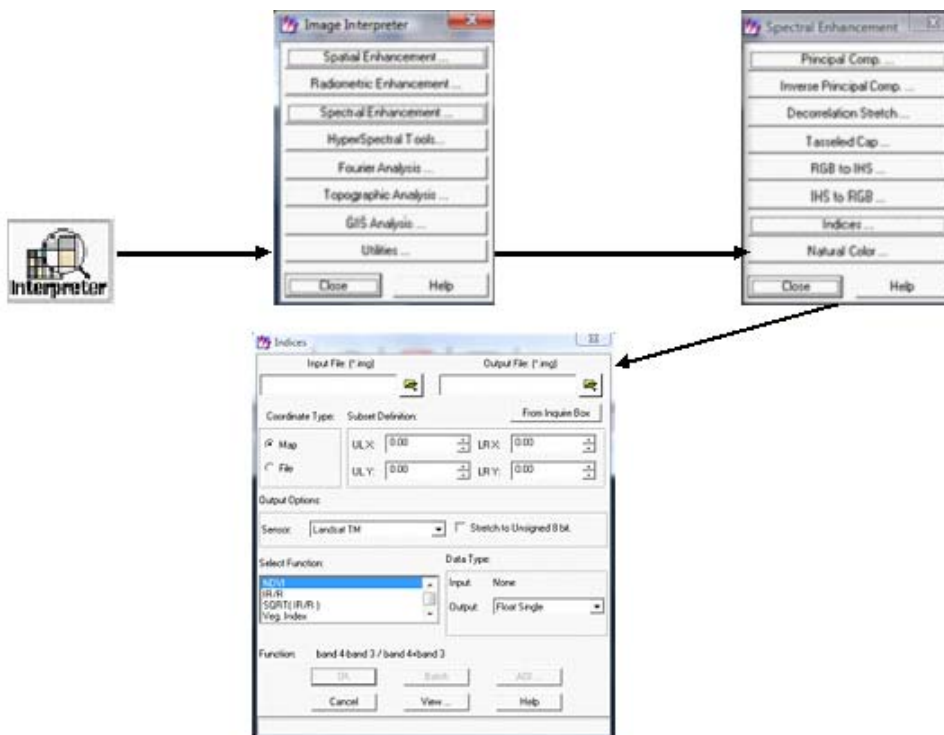 Interpreter
Image Interpreter
Spatial Enhancement ...
Radiometric Enhancement ...
Spectral Enhancement ...
HyperSpectral Tools...
Fourier Analysis ...
Topographic Analysis ...
GIS Analysis ...
Utilities ...
Close Help
Spectral Enhancement
Principal Comp. ...
Inverse Principal Comp. ...
Decorrelation Stretch ...
Tasseled Cap ...
RGB to IHS ...
IHS to RGB ...
Indices ...
Natural Color ...
Close Help
Indices
Input File: (*.img) Output File: (*.img)
Coordinate Type: Subset Definition: From Inquire Box
Map ULX: 0.00 LRX: 0.00
File ULY: 0.00 LRY: 0.00
Output Options:
Sensor: Landsat TM Stretch to Unsigned 8 bit.
Select Function: Data Type:
NDVI
IR/R
SQRT( IR/R )
Veg. Index
Input: None
Output: Float Single
Function: band 4-band 3 / band 4+band 3
OK Batch AOI ...
Cancel View ... Help